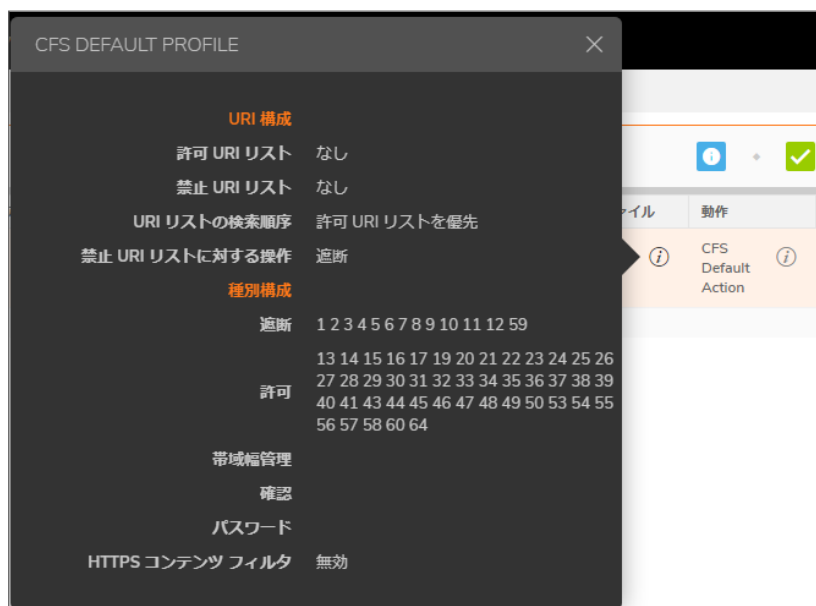 CFS DEFAULT PROFILE
URI 構成
許可 URI リスト なし
禁止 URI リスト なし
URI リストの検索順序 許可 URI リストを優先
禁止 URI リストに対する操作 遮断
種別構成
遮断 1 2 3 4 5 6 7 8 9 10 11 12 59
許可 13 14 15 16 17 19 20 21 22 23 24 25 26
27 28 29 30 31 32 33 34 35 36 37 38 39
40 41 43 44 45 46 47 48 49 50 53 54 55
56 57 58 60 64
帯域幅管理
確認
パスワード
HTTPS コンテンツ フィルタ 無効
イル 動作
CFS
Default
Action